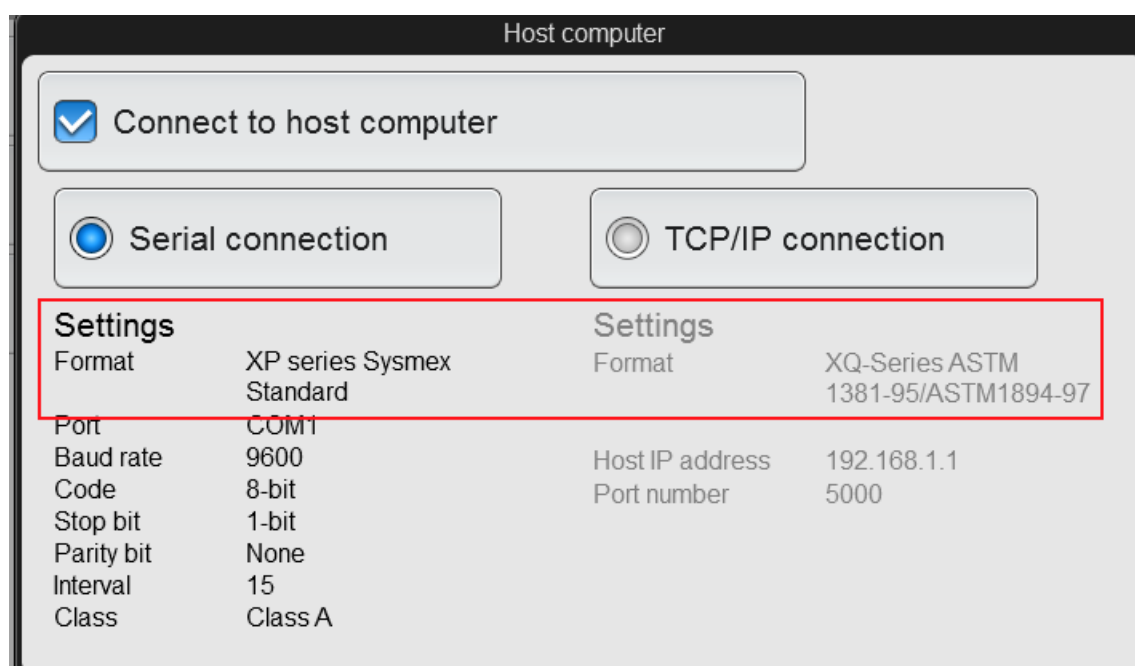 Host computer
Connect to host computer
Serial connection
TCP/IP connection
Settings
Format XP series Sysmex
Standard
Port COM1
Baud rate 9600
Code 8-bit
Stop bit 1-bit
Parity bit None
Interval 15
Class Class A
Settings
Format XQ-Series ASTM
1381-95/ASTM1894-97
Host IP address 192.168.1.1
Port number 5000